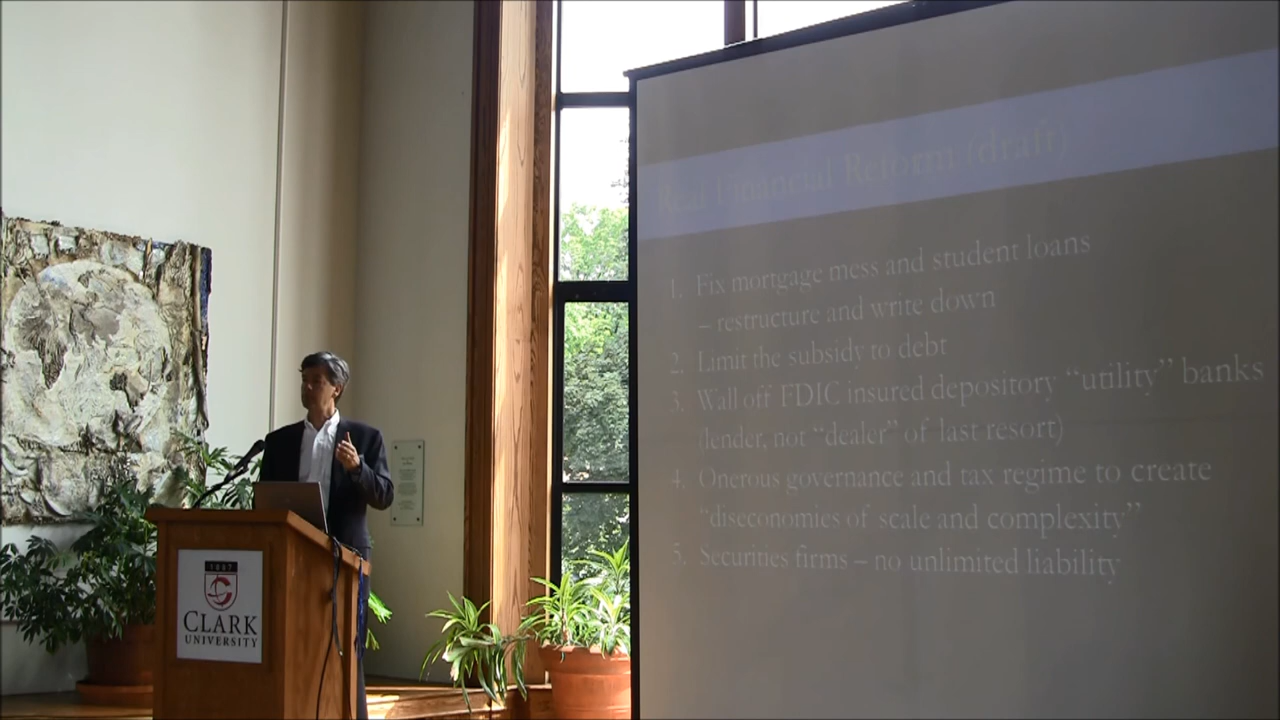 Real Financial Reform (draft)
1. Fix mortgage mess and student loans
– restructure and write down
2. Limit the subsidy to debt
3. Wall off FDIC insured depository “utility” banks
(lender, not “dealer” of last resort)
4. Onerous governance and tax regime to create
“diseconomies of scale and complexity”
5. Securities firms – no unlimited liability
1887
CLARK
UNIVERSITY